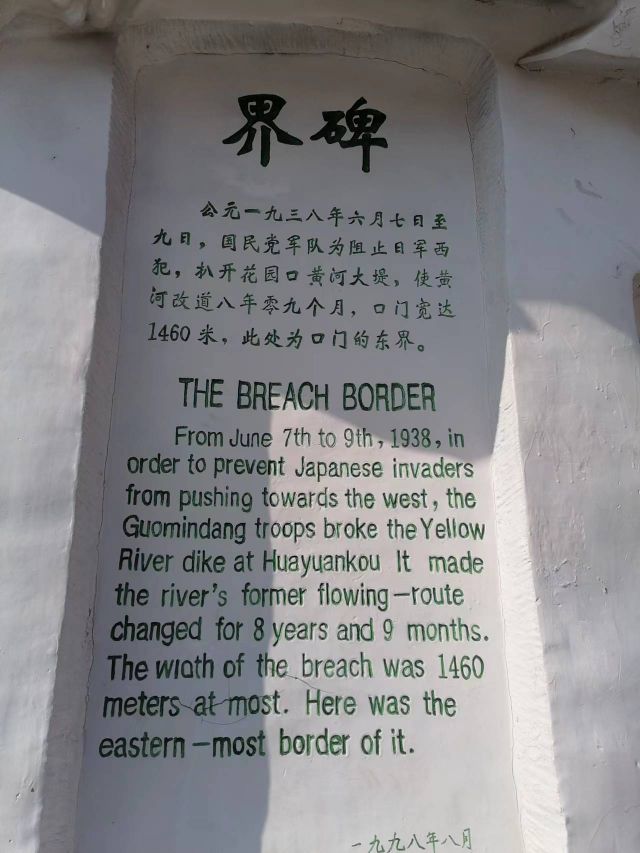 界碑
公元一九三八年六月七日至
九日，国民党军队为阻止日军西
犯，扒开花园口黄河大堤，使黄
河改道八年零九个月，口门宽达
1460米，此处为口门的东界。
THE BREACH BORDER
From June 7th to 9th, 1938, in
order to prevent Japanese invaders
from pushing towards the west, the
Guomindang troops broke the Yellow
River dike at Huayuankou It made
the river's former flowing-route
changed for 8 years and 9 months.
The width of the breach was 1460
meters at most. Here was the
eastern-most border of it.
一九九八年八月